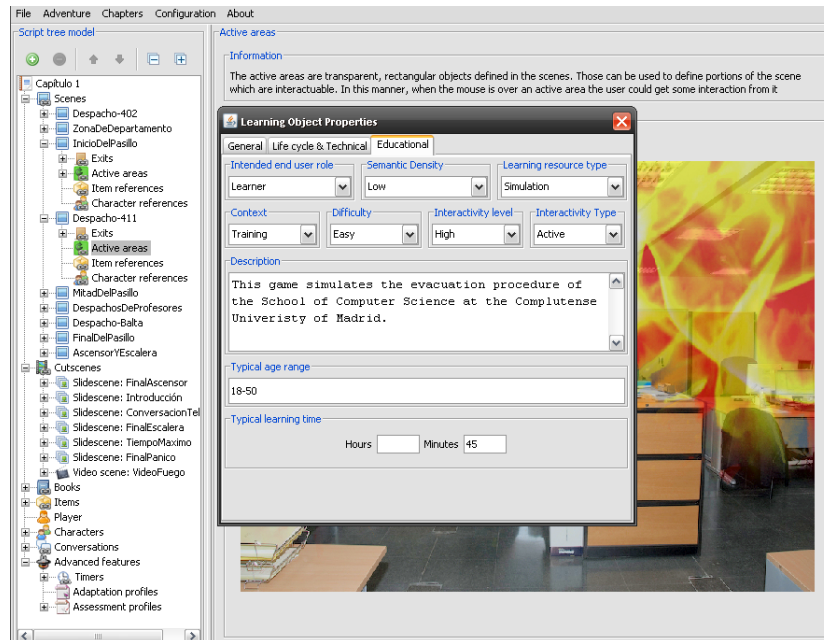 File Adventure Chapters Configuration About
Script tree model
Capítulo 1
Scenes
Despacho-402
ZonaDeDepartamento
InicioDelPasillo
Exits
Active areas
Item references
Character references
Despacho-411
Exits
Active areas
Item references
Character references
MitadDelPasillo
DespachosDeProfesores
Despacho-Balta
FinalDelPasillo
AscensorYEscalera
Cutscenes
Slidescene: FinalAscensor
Slidescene: Introducción
Slidescene: ConversacionTel
Slidescene: FinalEscalera
Slidescene: TiempoMaximo
Slidescene: FinalPanico
Video scene: VideoFuego
Books
Items
Player
Characters
Conversations
Advanced features
Timers
Adaptation profiles
Assessment profiles
Active areas
Information
The active areas are transparent, rectangular objects defined in the scenes. Those can be used to define portions of the scene
which are interactuable. In this manner, when the mouse is over an active area the user could get some interaction from it
Learning Object Properties
General Life cycle & Technical Educational
Intended end user role Semantic Density Learning resource type
Learner Low Simulation
Context Difficulty Interactivity level Interactivity Type
Training Easy High Active
Description
This game simulates the evacuation procedure of
the School of Computer Science at the Complutense
Univeristy of Madrid.
Typical age range
18-50
Typical learning time
Hours Minutes 45